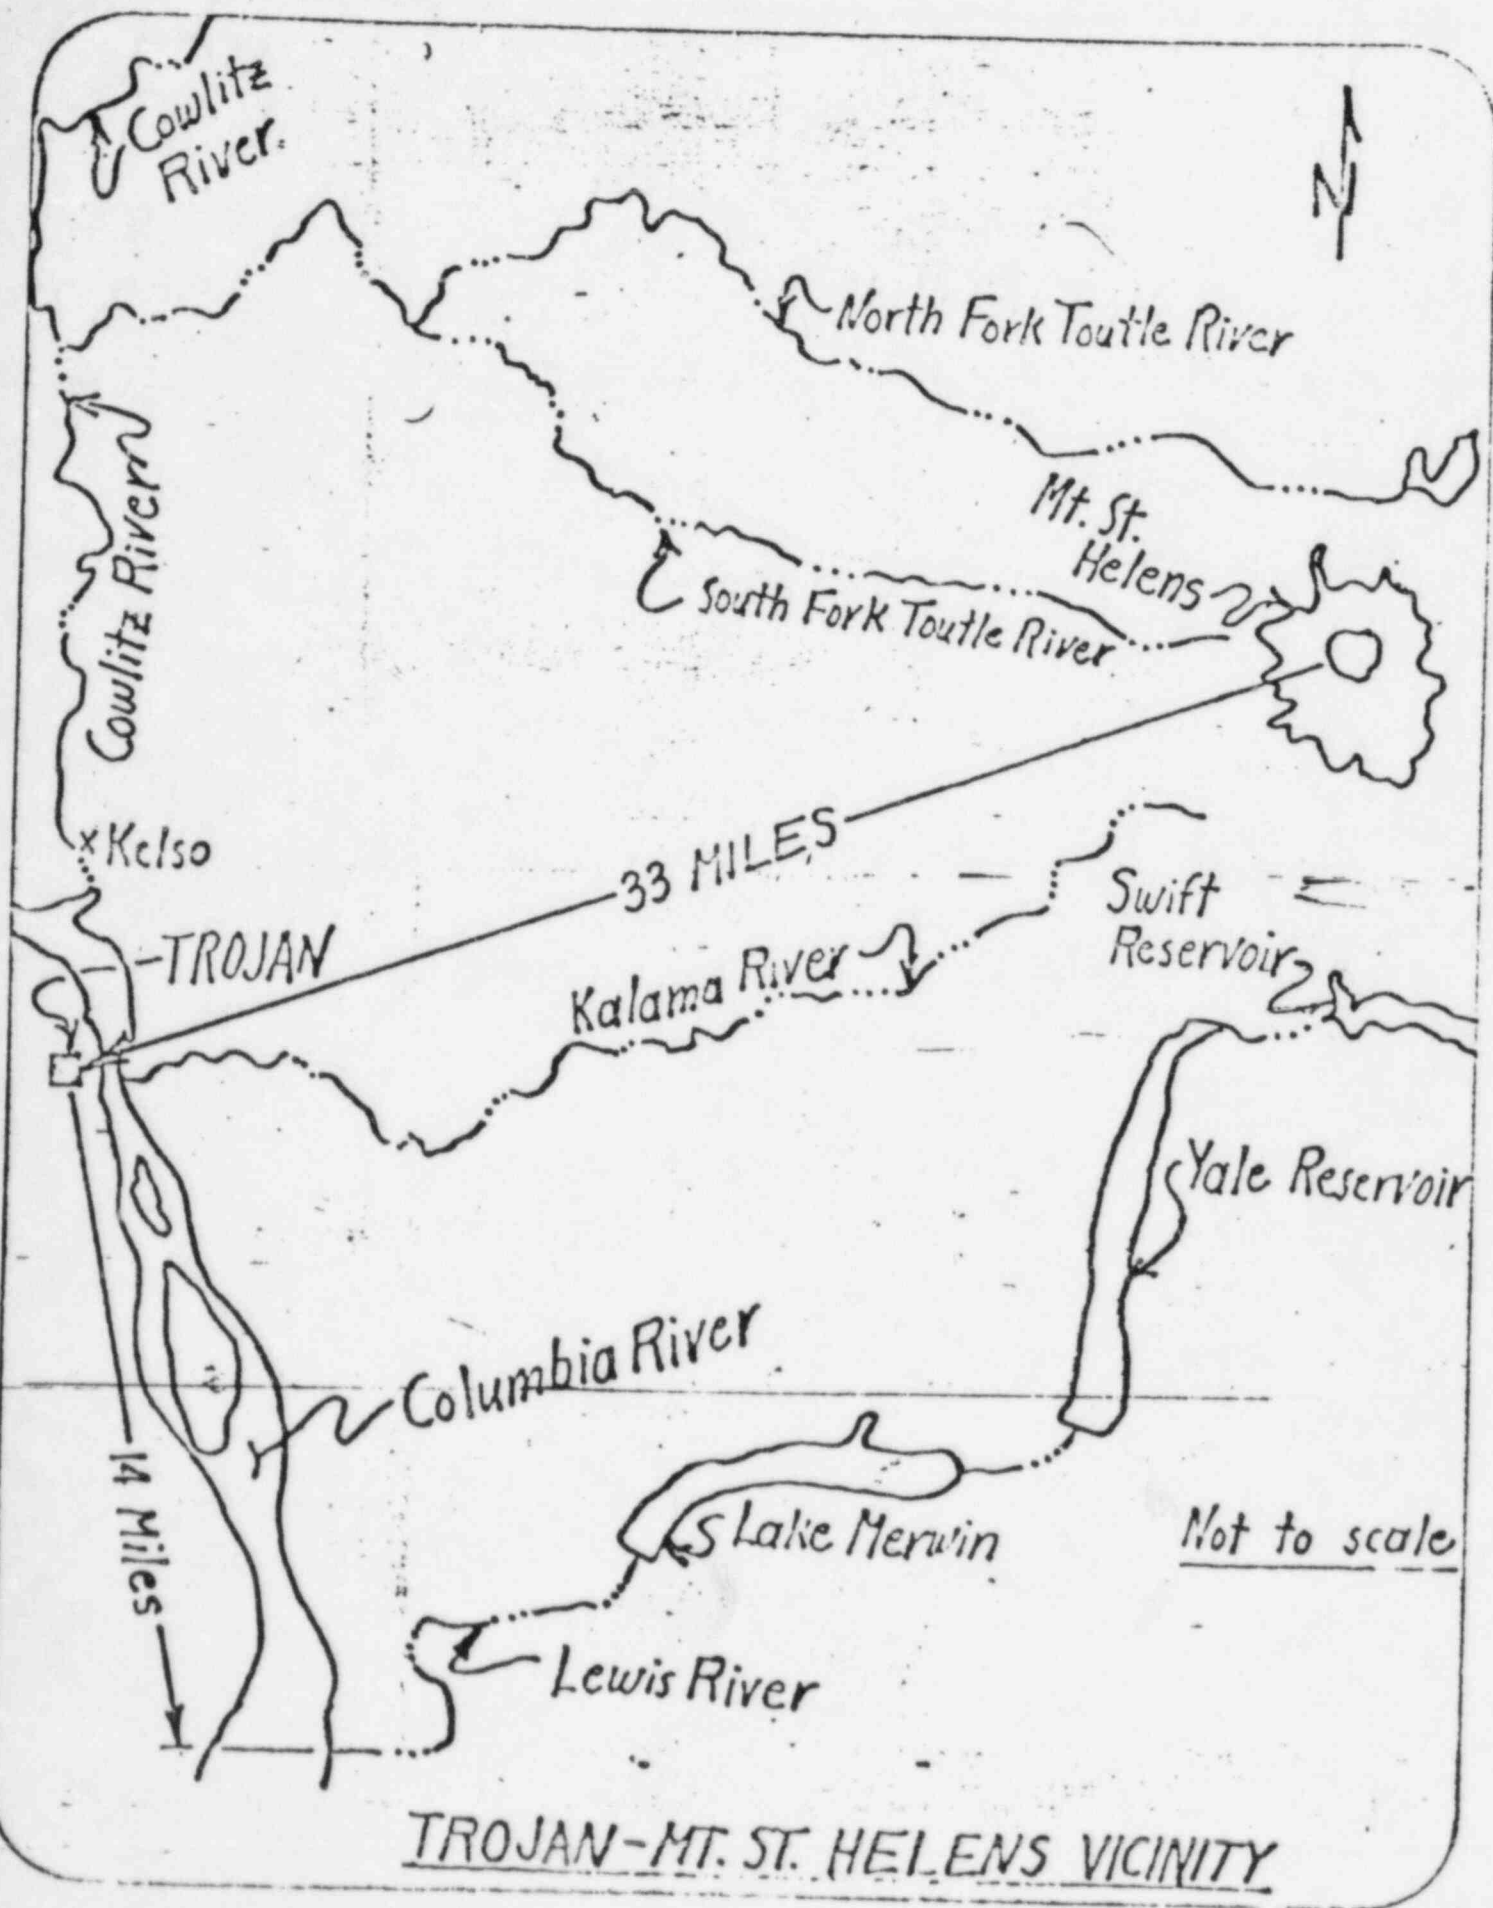 Cowlitz
River
N
North Fork Toutle River
Mt. St.
Helens
South Fork Toutle River
Cowlitz River
x Kelso
33 MILES
TROJAN
Swift
Reservoir
Kalama River
Yale Reservoir
Columbia River
14 Miles
Lake Merwin
Not to scale
Lewis River
TROJAN-MT. ST. HELENS VICINITY